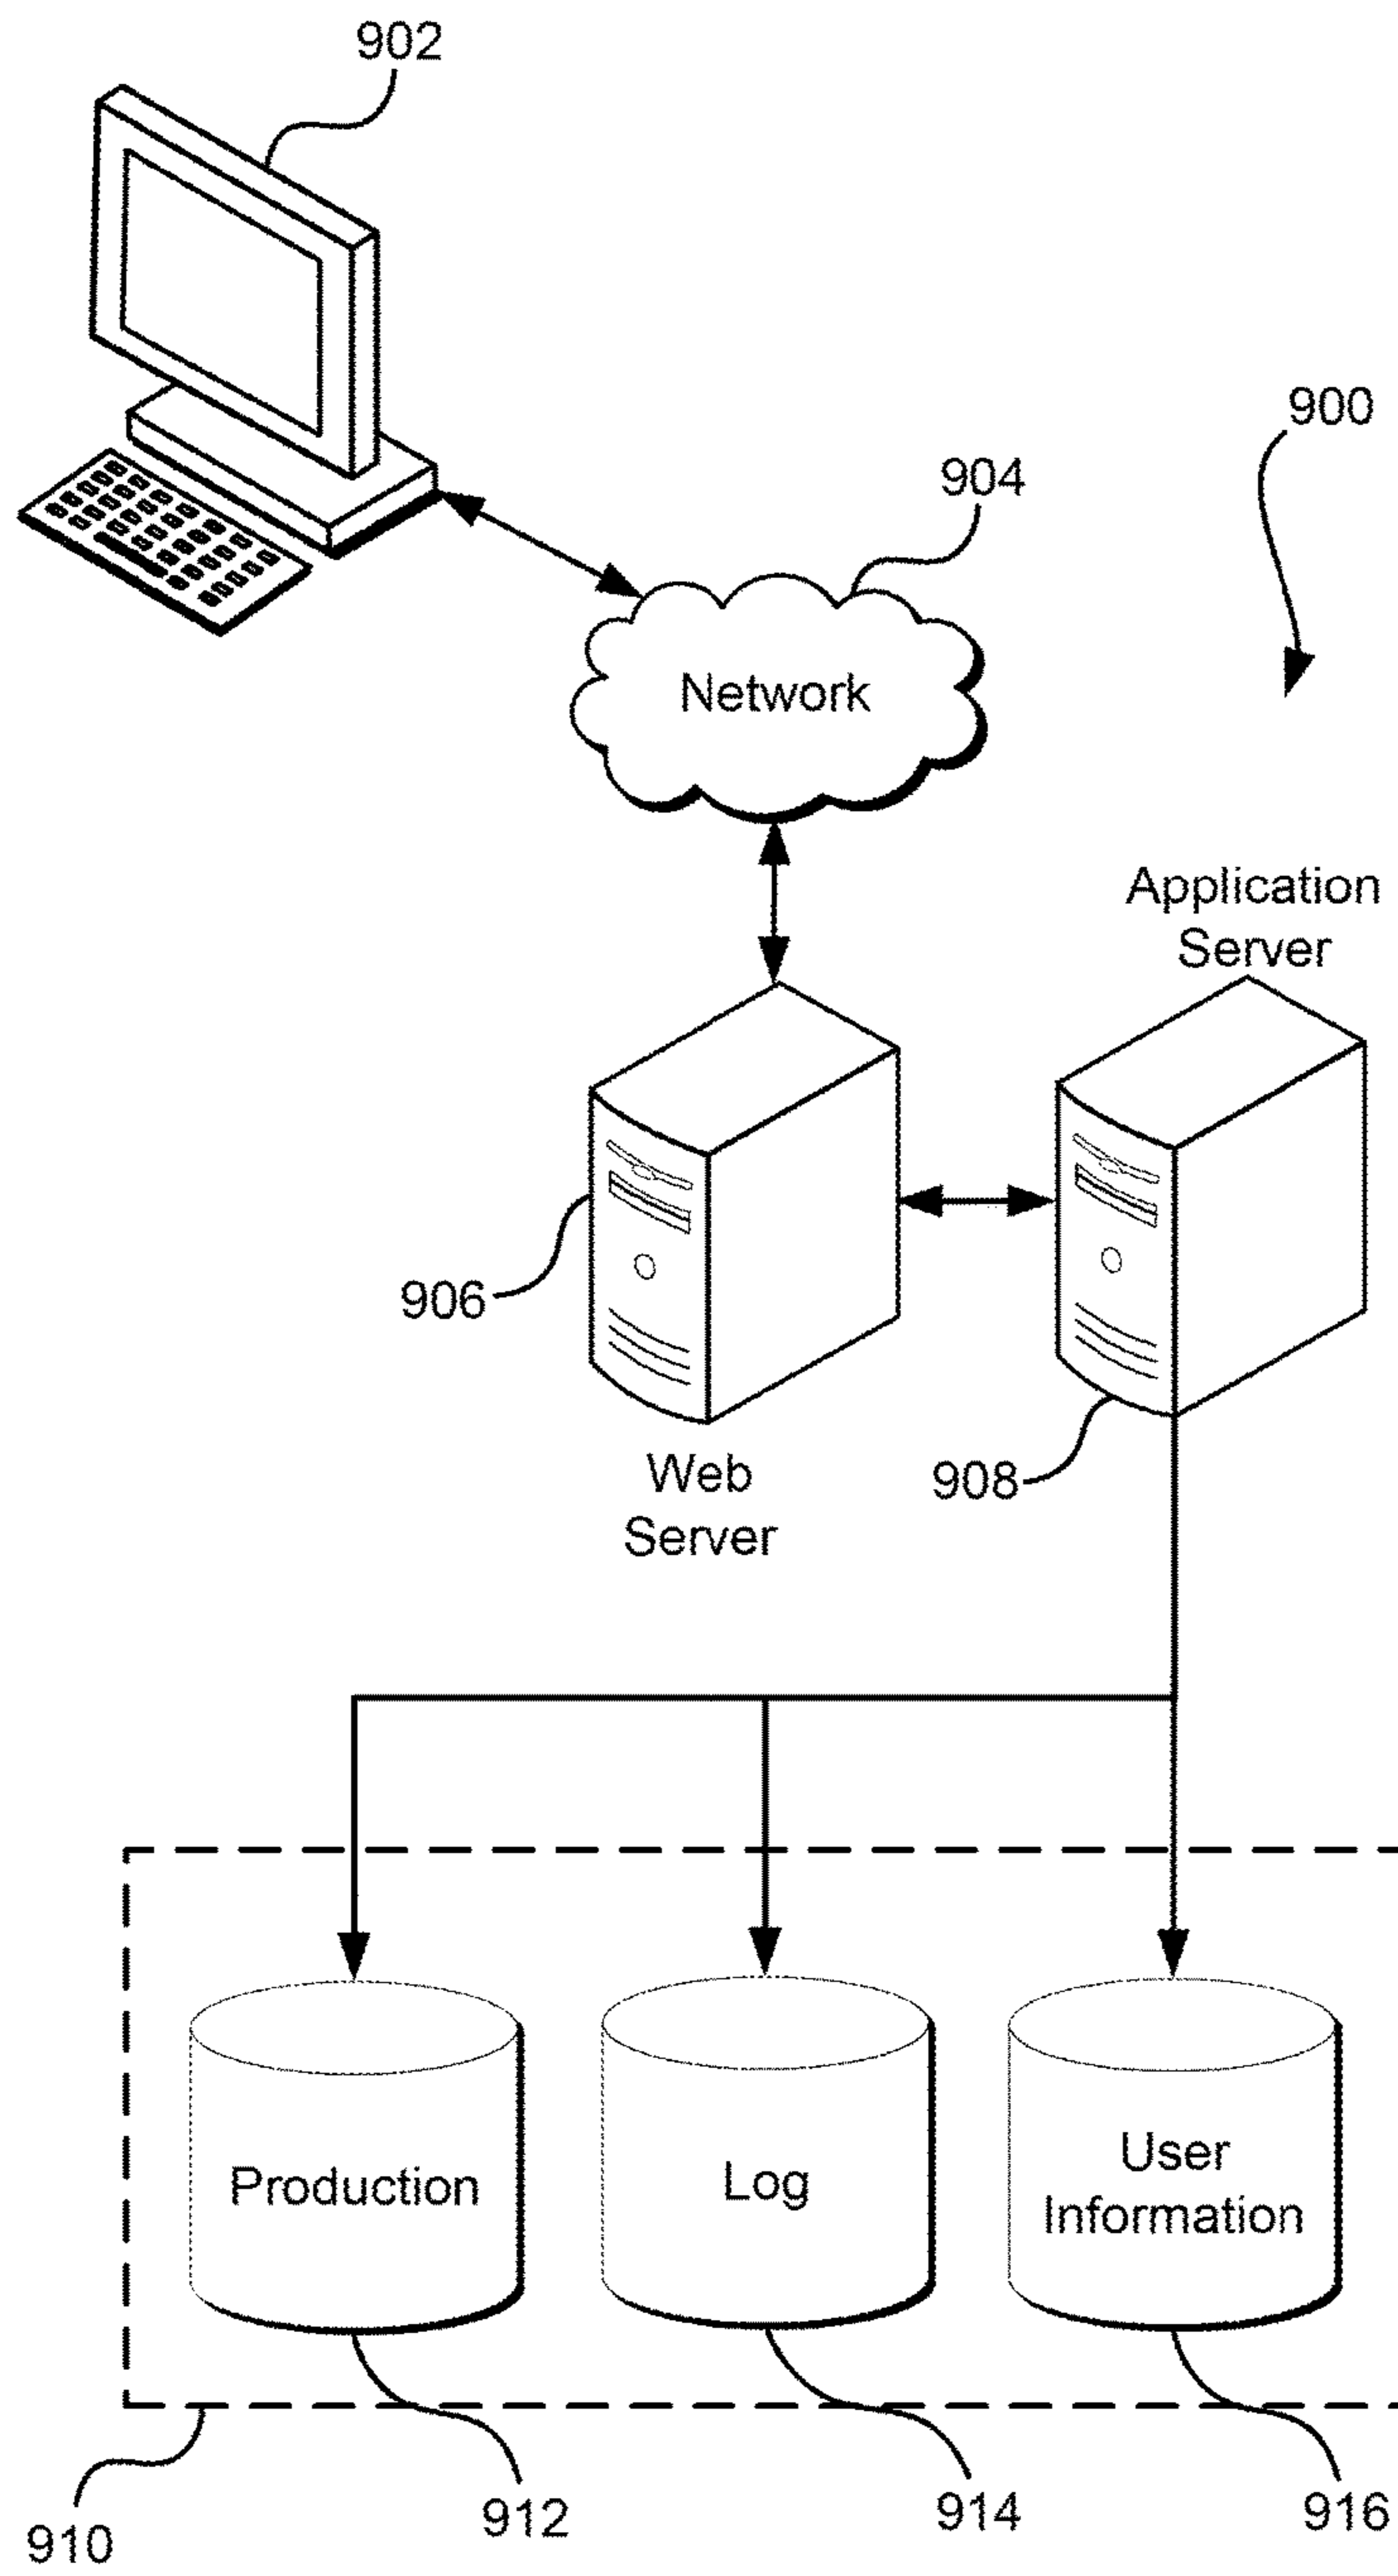 902
900
904
Network
Application
Server
906
Web
Server
908
Production
Log
User
Information
910
912
914
916